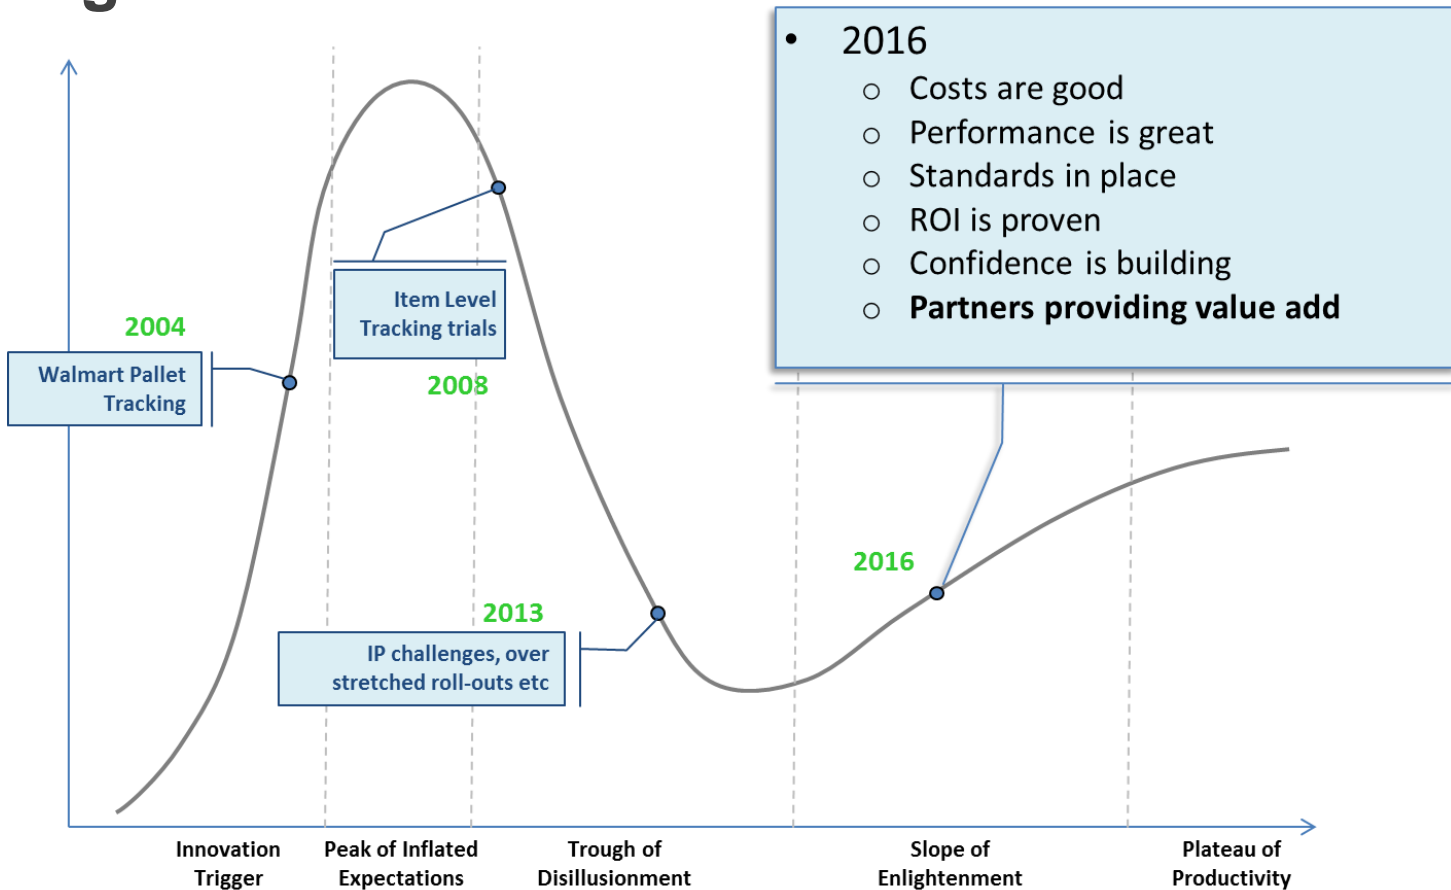 • 2016
o Costs are good
o Performance is great
o Standards in place
o ROI is proven
o Confidence is building
o Partners providing value add
2004
Walmart Pallet
Tracking
Item Level
Tracking trials
2008
2013
IP challenges, over
stretched roll-outs etc
2016
Innovation
Trigger
Peak of Inflated
Expectations
Trough of
Disillusionment
Slope of
Enlightenment
Plateau of
Productivity